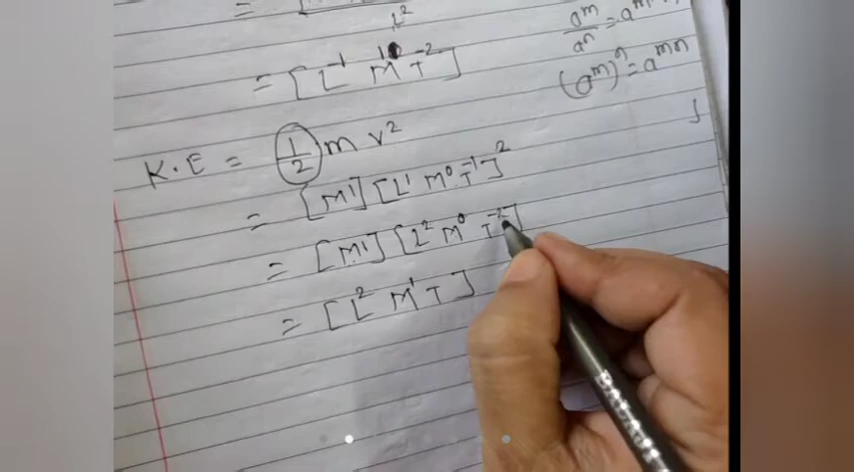 L²
= [L⁻¹ M¹ T⁻²]
aᵐ/aⁿ = aᵐ
(aᵐ)ⁿ = aᵐⁿ
K.E = 1/2 m v²
= [M¹] [L¹ M⁰ T⁻¹]²
= [M¹] [L² M⁰ T⁻²]
= [L² M¹ T ]